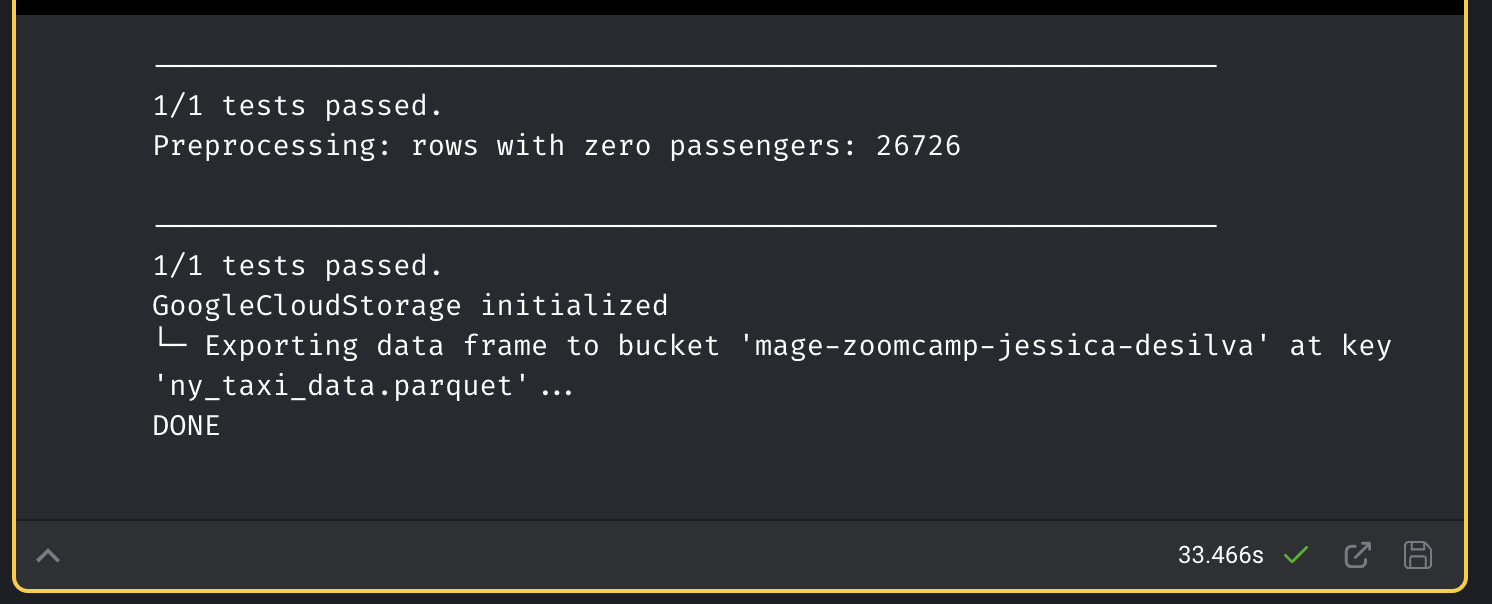 1/1 tests passed.
Preprocessing: rows with zero passengers: 26726
1/1 tests passed.
GoogleCloudStorage initialized
└─ Exporting data frame to bucket 'mage-zoomcamp-jessica-desilva' at key
'ny_taxi_data.parquet'...
DONE
33.466s